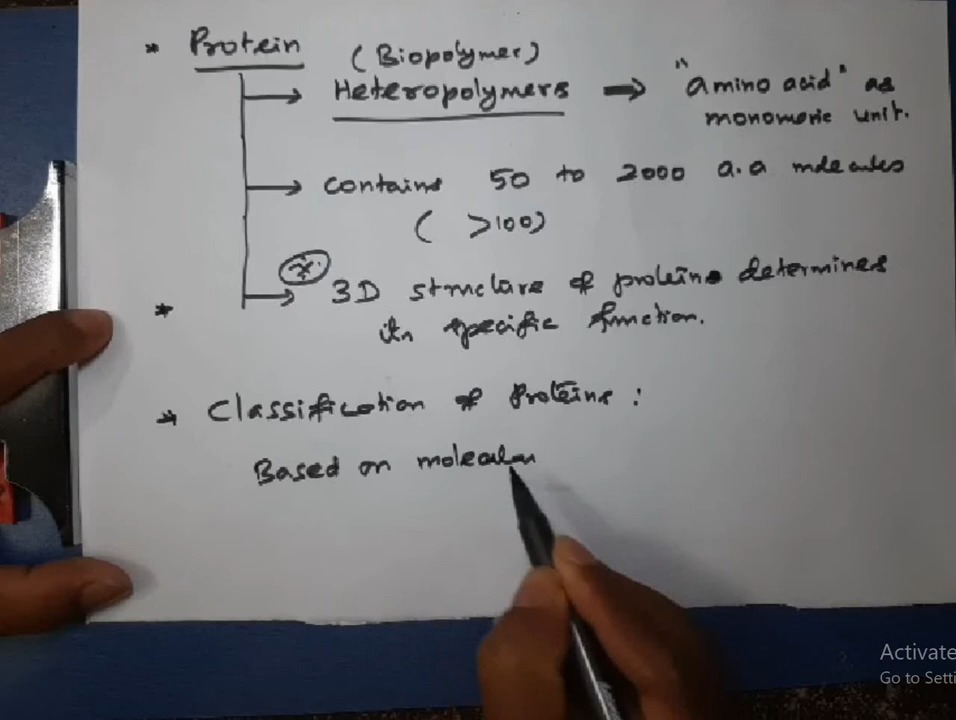 * Protein
(Biopolymer)
→ Heteropolymers → "amino acid" as
monomeric unit.
→ contains 50 to 2000 a.a molecules
( >100)
* → 3D structure of proteins determines
its specific function.
* Classification of Proteins :
Based on molecular
Activate
Go to Setti